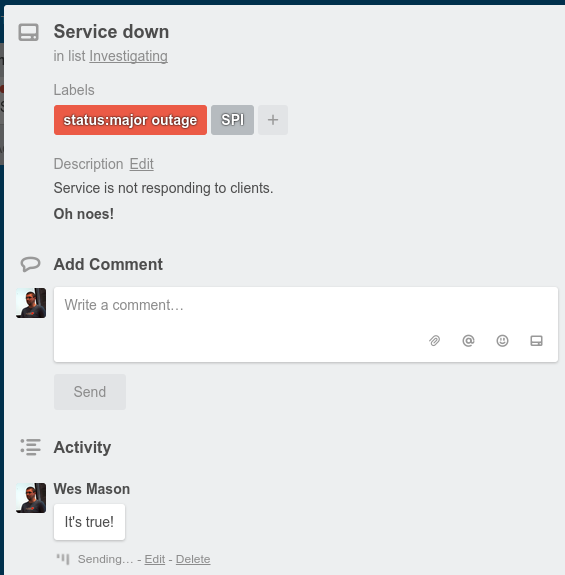 Service down
in list Investigating
Labels
status:major outage SPI +
Description Edit
Service is not responding to clients.
Oh noes!
Add Comment
Write a comment…
Send
Activity
Wes Mason
It's true!
Sending… - Edit - Delete